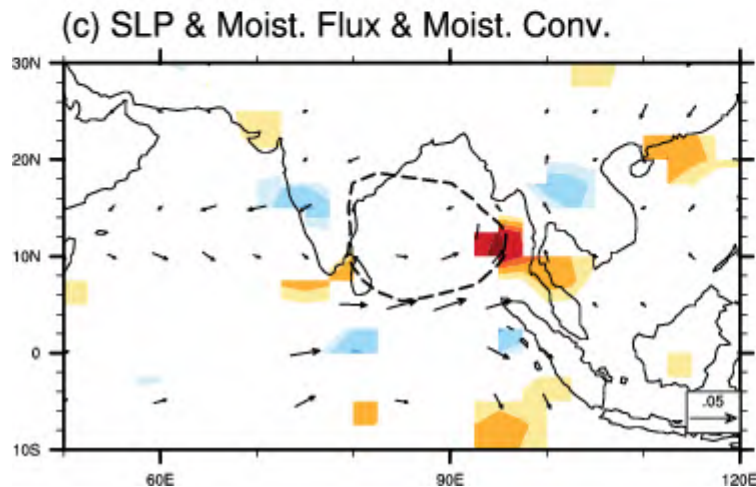 (c) SLP & Moist. Flux & Moist. Conv.
30N
20N
10N
0
10S
.05
60E
90E
120E